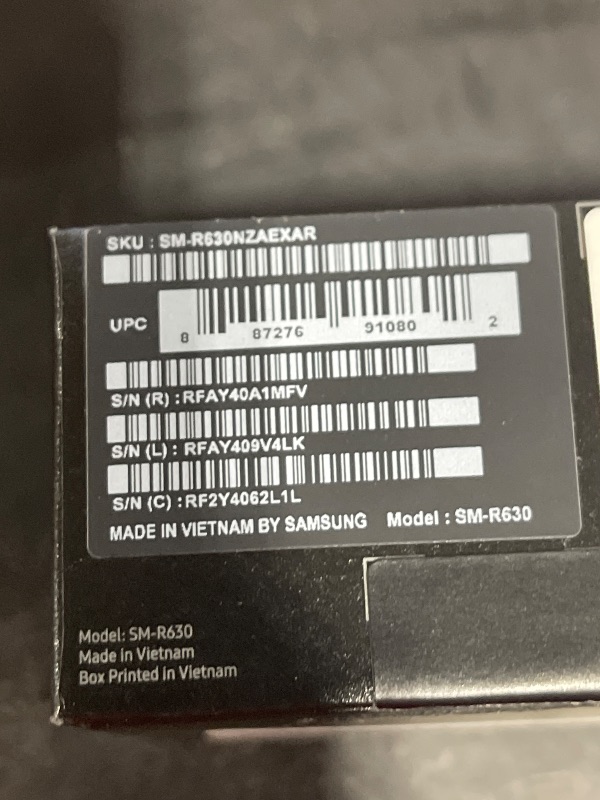 SKU : SM-R630NZAEXAR
UPC
8 87276 91080 2
S/N (R) : RFAY40A1MFV
S/N (L) : RFAY409V4LK
S/N (C) : RF2Y4062L1L
MADE IN VIETNAM BY SAMSUNG Model : SM-R630
Model: SM-R630
Made in Vietnam
Box Printed in Vietnam